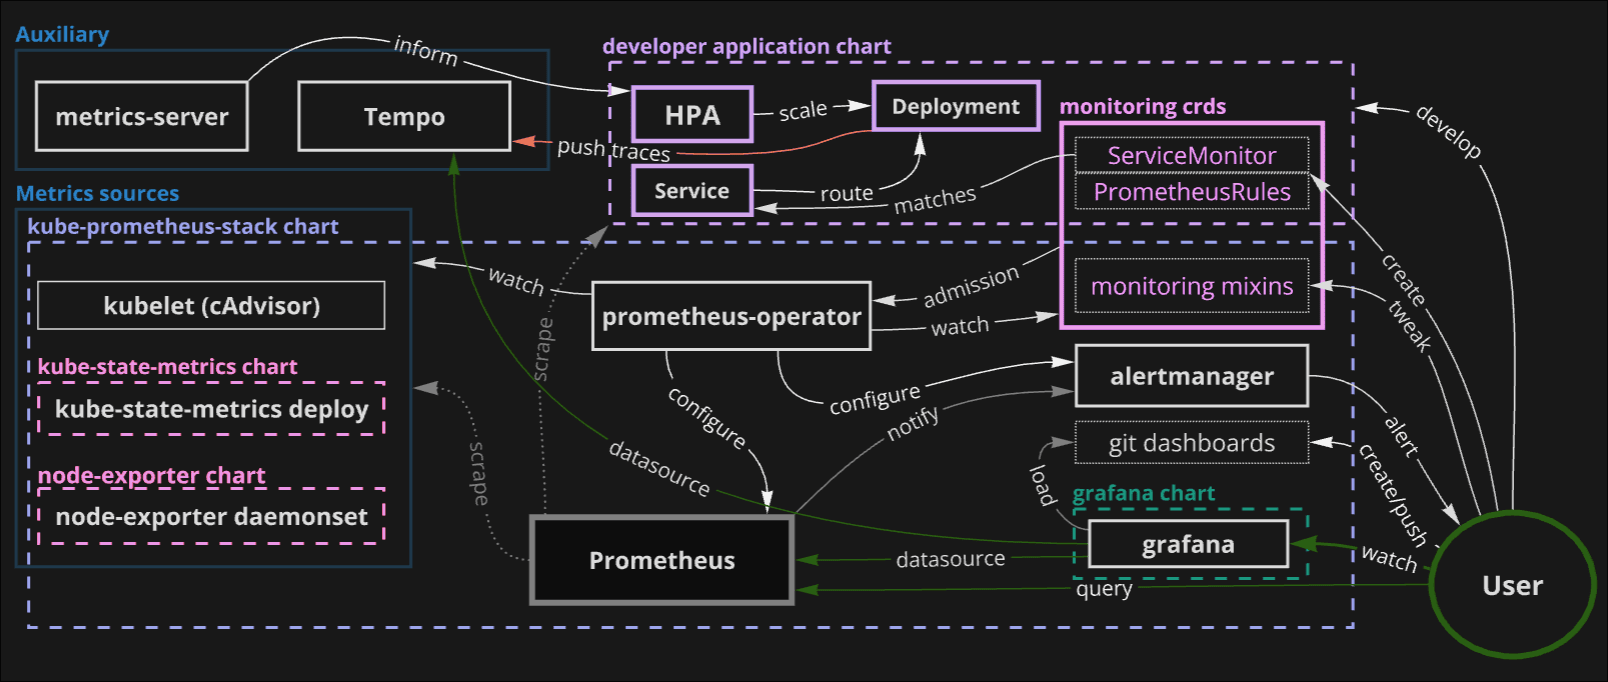 Auxiliary
metrics-server
Tempo
inform
developer application chart
HPA
scale
Deployment
push traces
Service
route
matches
monitoring crds
ServiceMonitor
PrometheusRules
monitoring mixins
develop
create
tweak
Metrics sources
kube-prometheus-stack chart
kubelet (cAdvisor)
kube-state-metrics chart
kube-state-metrics deploy
node-exporter chart
node-exporter daemonset
watch
scrape
scrape
prometheus-operator
admission
watch
configure
configure
notify
alertmanager
alert
git dashboards
create/push
load
grafana chart
grafana
datasource
datasource
Prometheus
query
watch
User